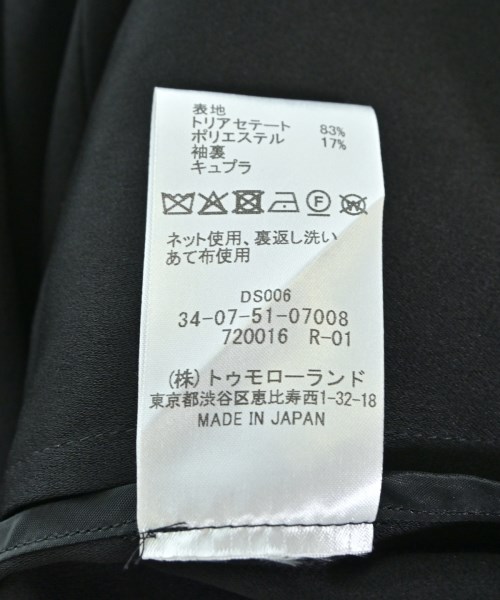 表地
トリアセテート 83%
ポリエステル 17%
袖裏
キュプラ
ネット使用、裏返し洗い
あて布使用
DS006
34-07-51-07008
720016 R-01
(株)トゥモローランド
東京都渋谷区恵比寿西1-32-18
MADE IN JAPAN